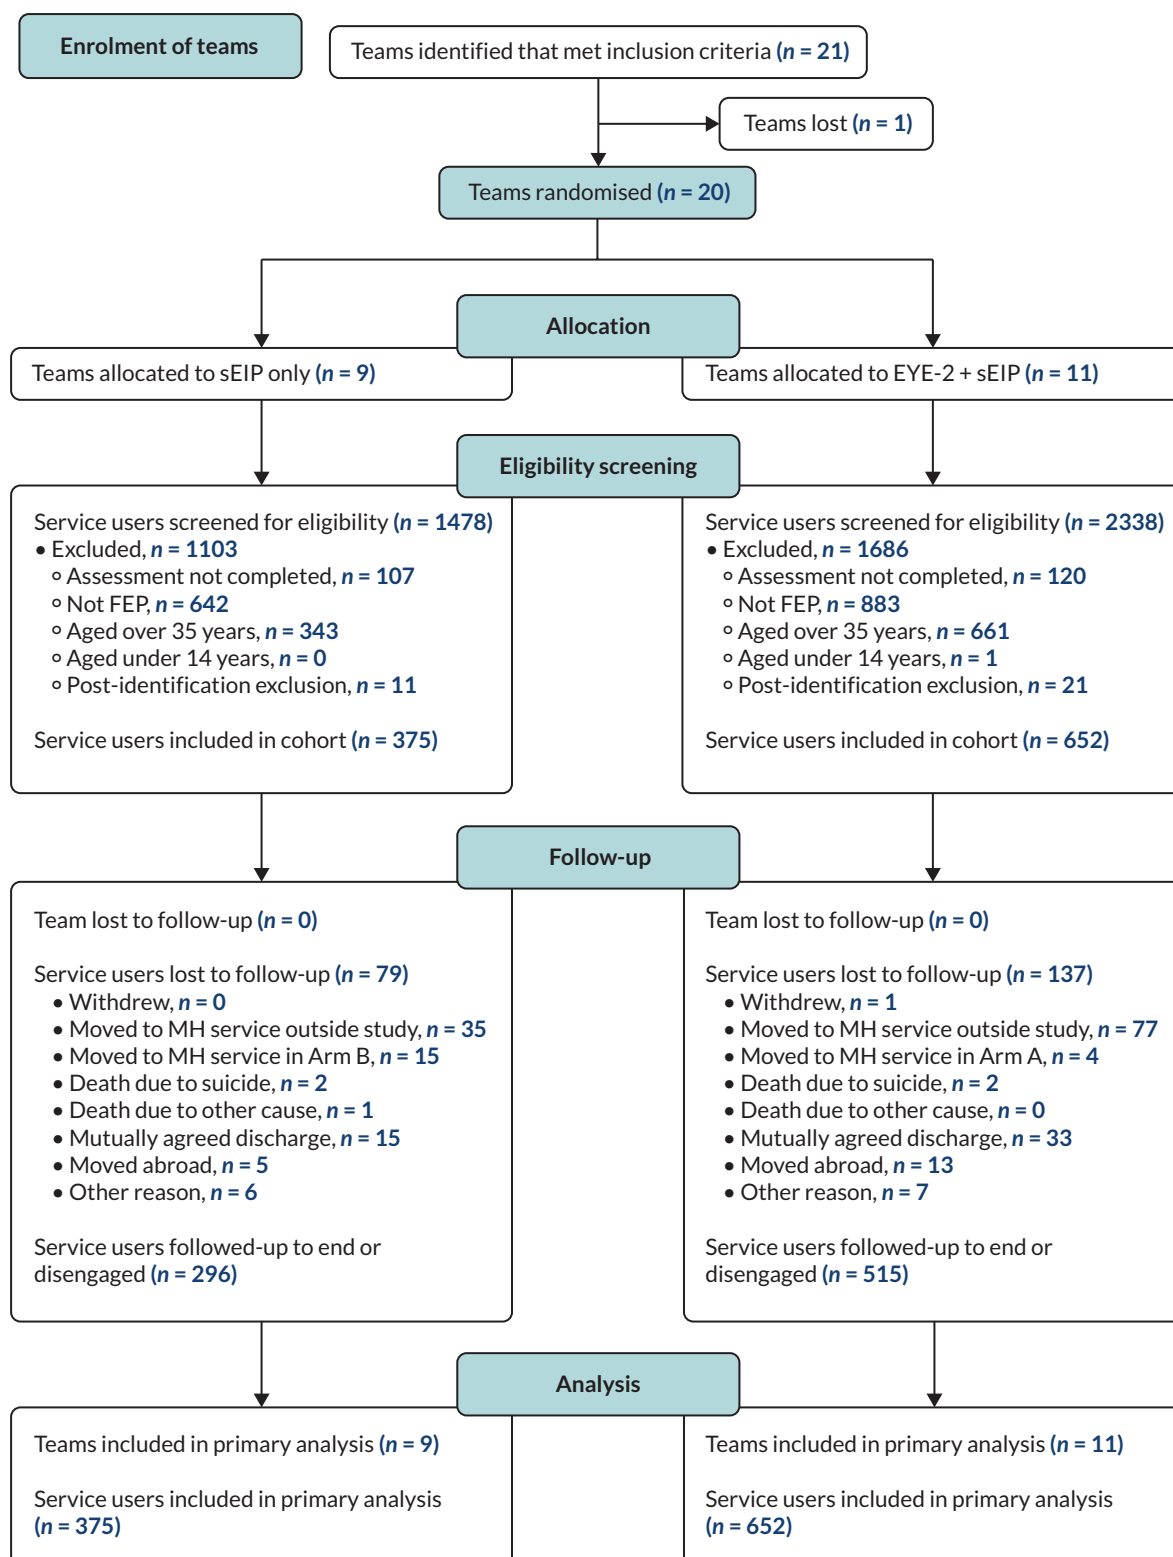 Enrolment of teams
Teams identified that met inclusion criteria (n = 21)
Teams lost (n = 1)
Teams randomised (n = 20)
Allocation
Teams allocated to sEIP only (n = 9)
Teams allocated to EYE-2 + sEIP (n = 11)
Eligibility screening
Service users screened for eligibility (n = 1478)
• Excluded, n = 1103
○ Assessment not completed, n = 107
○ Not FEP, n = 642
○ Aged over 35 years, n = 343
○ Aged under 14 years, n = 0
○ Post-identification exclusion, n = 11
Service users included in cohort (n = 375)
Service users screened for eligibility (n = 2338)
• Excluded, n = 1686
○ Assessment not completed, n = 120
○ Not FEP, n = 883
○ Aged over 35 years, n = 661
○ Aged under 14 years, n = 1
○ Post-identification exclusion, n = 21
Service users included in cohort (n = 652)
Follow-up
Team lost to follow-up (n = 0)
Service users lost to follow-up (n = 79)
• Withdrew, n = 0
• Moved to MH service outside study, n = 35
• Moved to MH service in Arm B, n = 15
• Death due to suicide, n = 2
• Death due to other cause, n = 1
• Mutually agreed discharge, n = 15
• Moved abroad, n = 5
• Other reason, n = 6
Service users followed-up to end or
disengaged (n = 296)
Team lost to follow-up (n = 0)
Service users lost to follow-up (n = 137)
• Withdrew, n = 1
• Moved to MH service outside study, n = 77
• Moved to MH service in Arm A, n = 4
• Death due to suicide, n = 2
• Death due to other cause, n = 0
• Mutually agreed discharge, n = 33
• Moved abroad, n = 13
• Other reason, n = 7
Service users followed-up to end or
disengaged (n = 515)
Analysis
Teams included in primary analysis (n = 9)
Service users included in primary analysis
(n = 375)
Teams included in primary analysis (n = 11)
Service users included in primary analysis
(n = 652)